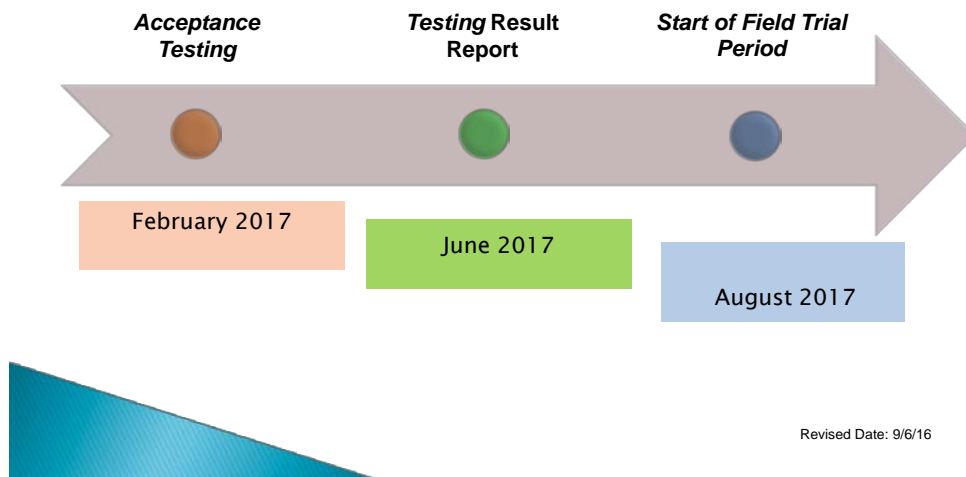 Acceptance
Testing
Testing Result
Report
Start of Field Trial
Period
February 2017
June 2017
August 2017
Revised Date: 9/6/16